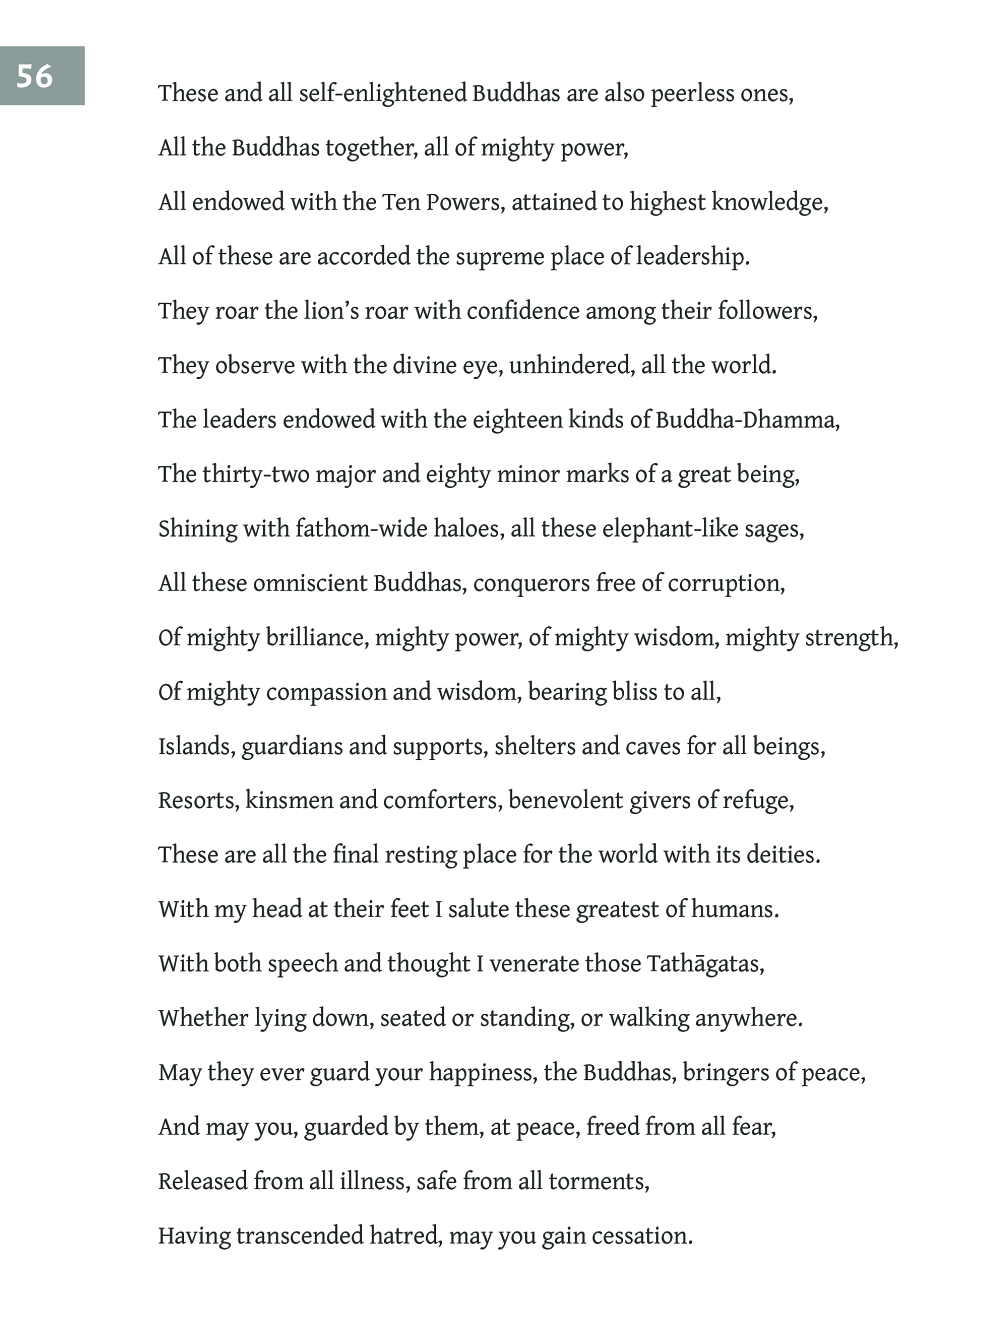 56
These and all self-enlightened Buddhas are also peerless ones,
All the Buddhas together, all of mighty power,
All endowed with the Ten Powers, attained to highest knowledge,
All of these are accorded the supreme place of leadership.
They roar the lion’s roar with confidence among their followers,
They observe with the divine eye, unhindered, all the world.
The leaders endowed with the eighteen kinds of Buddha-Dhamma,
The thirty-two major and eighty minor marks of a great being,
Shining with fathom-wide haloes, all these elephant-like sages,
All these omniscient Buddhas, conquerors free of corruption,
Of mighty brilliance, mighty power, of mighty wisdom, mighty strength,
Of mighty compassion and wisdom, bearing bliss to all,
Islands, guardians and supports, shelters and caves for all beings,
Resorts, kinsmen and comforters, benevolent givers of refuge,
These are all the final resting place for the world with its deities.
With my head at their feet I salute these greatest of humans.
With both speech and thought I venerate those Tathāgatas,
Whether lying down, seated or standing, or walking anywhere.
May they ever guard your happiness, the Buddhas, bringers of peace,
And may you, guarded by them, at peace, freed from all fear,
Released from all illness, safe from all torments,
Having transcended hatred, may you gain cessation.